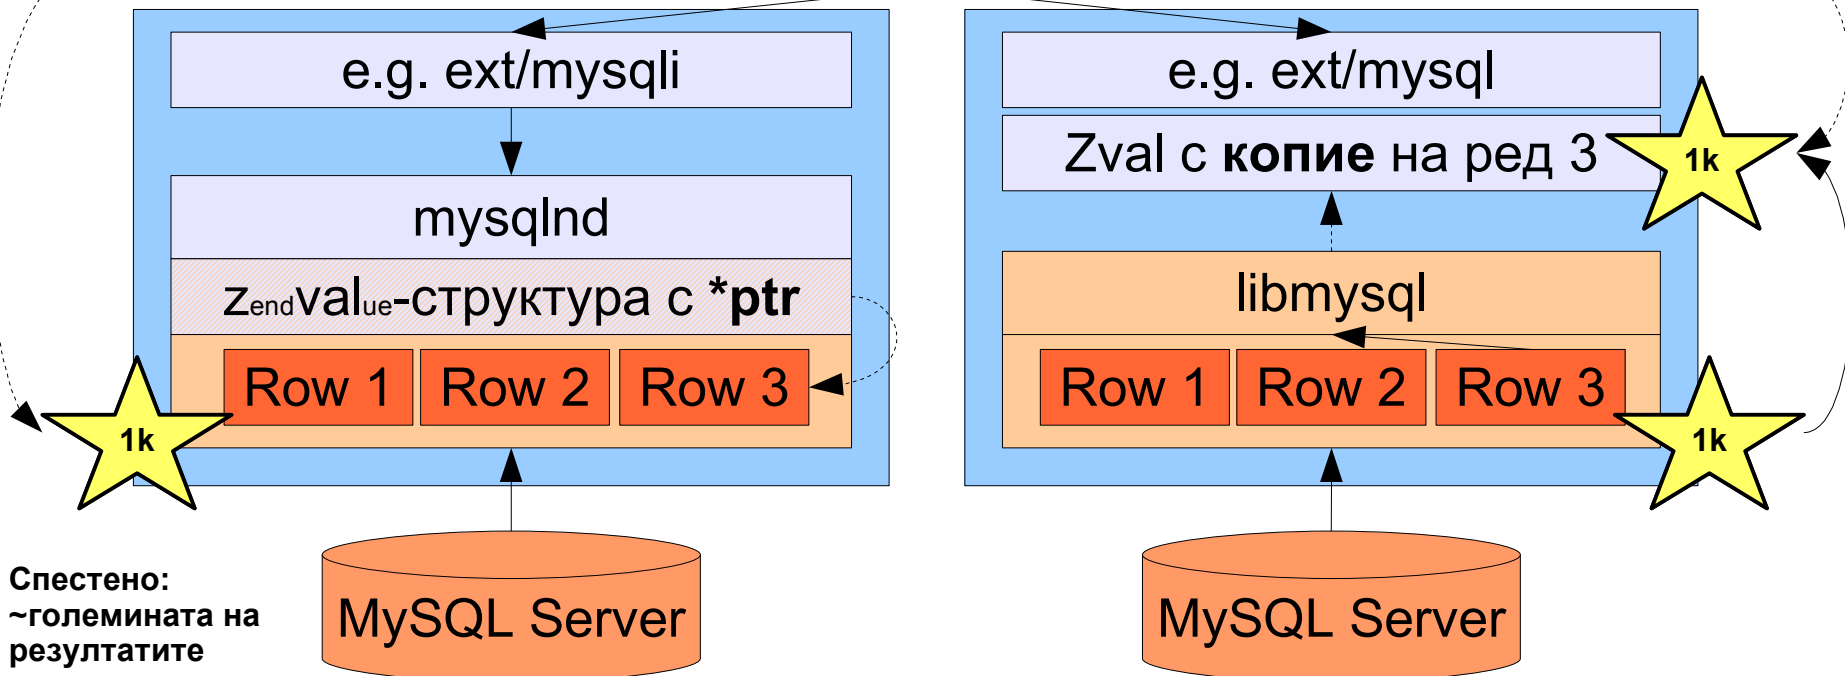 e.g. ext/mysqli
mysqlnd
zendvalue-структура с *ptr
Row 1 Row 2 Row 3
1k
MySQL Server
Спестено:
~големината на
резултатите
e.g. ext/mysql
Zval с копие на ред 3
1k
libmysql
Row 1 Row 2 Row 3
1k
MySQL Server